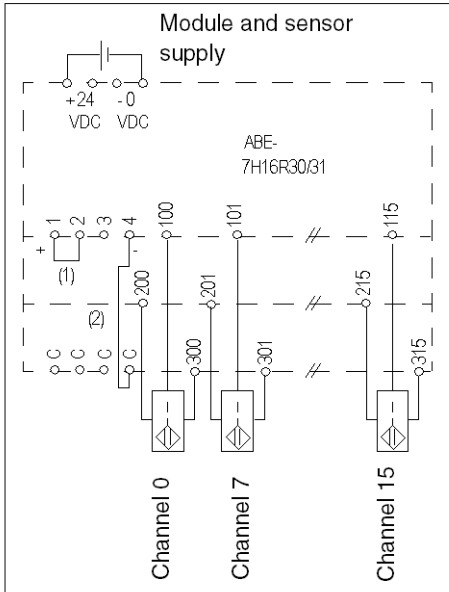 Module and sensor
supply
+24 -0
VDC VDC
ABE-
7H16R30/31
1 2 3 4 100 101 115
+ -
(1)
200 201 215
(2)
C C C C 300 301 315
Channel 0 Channel 7 Channel 15